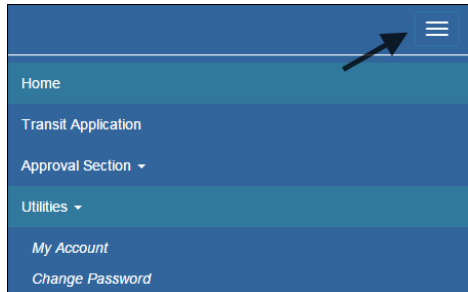 Home
Transit Application
Approval Section
Utilities
My Account
Change Password